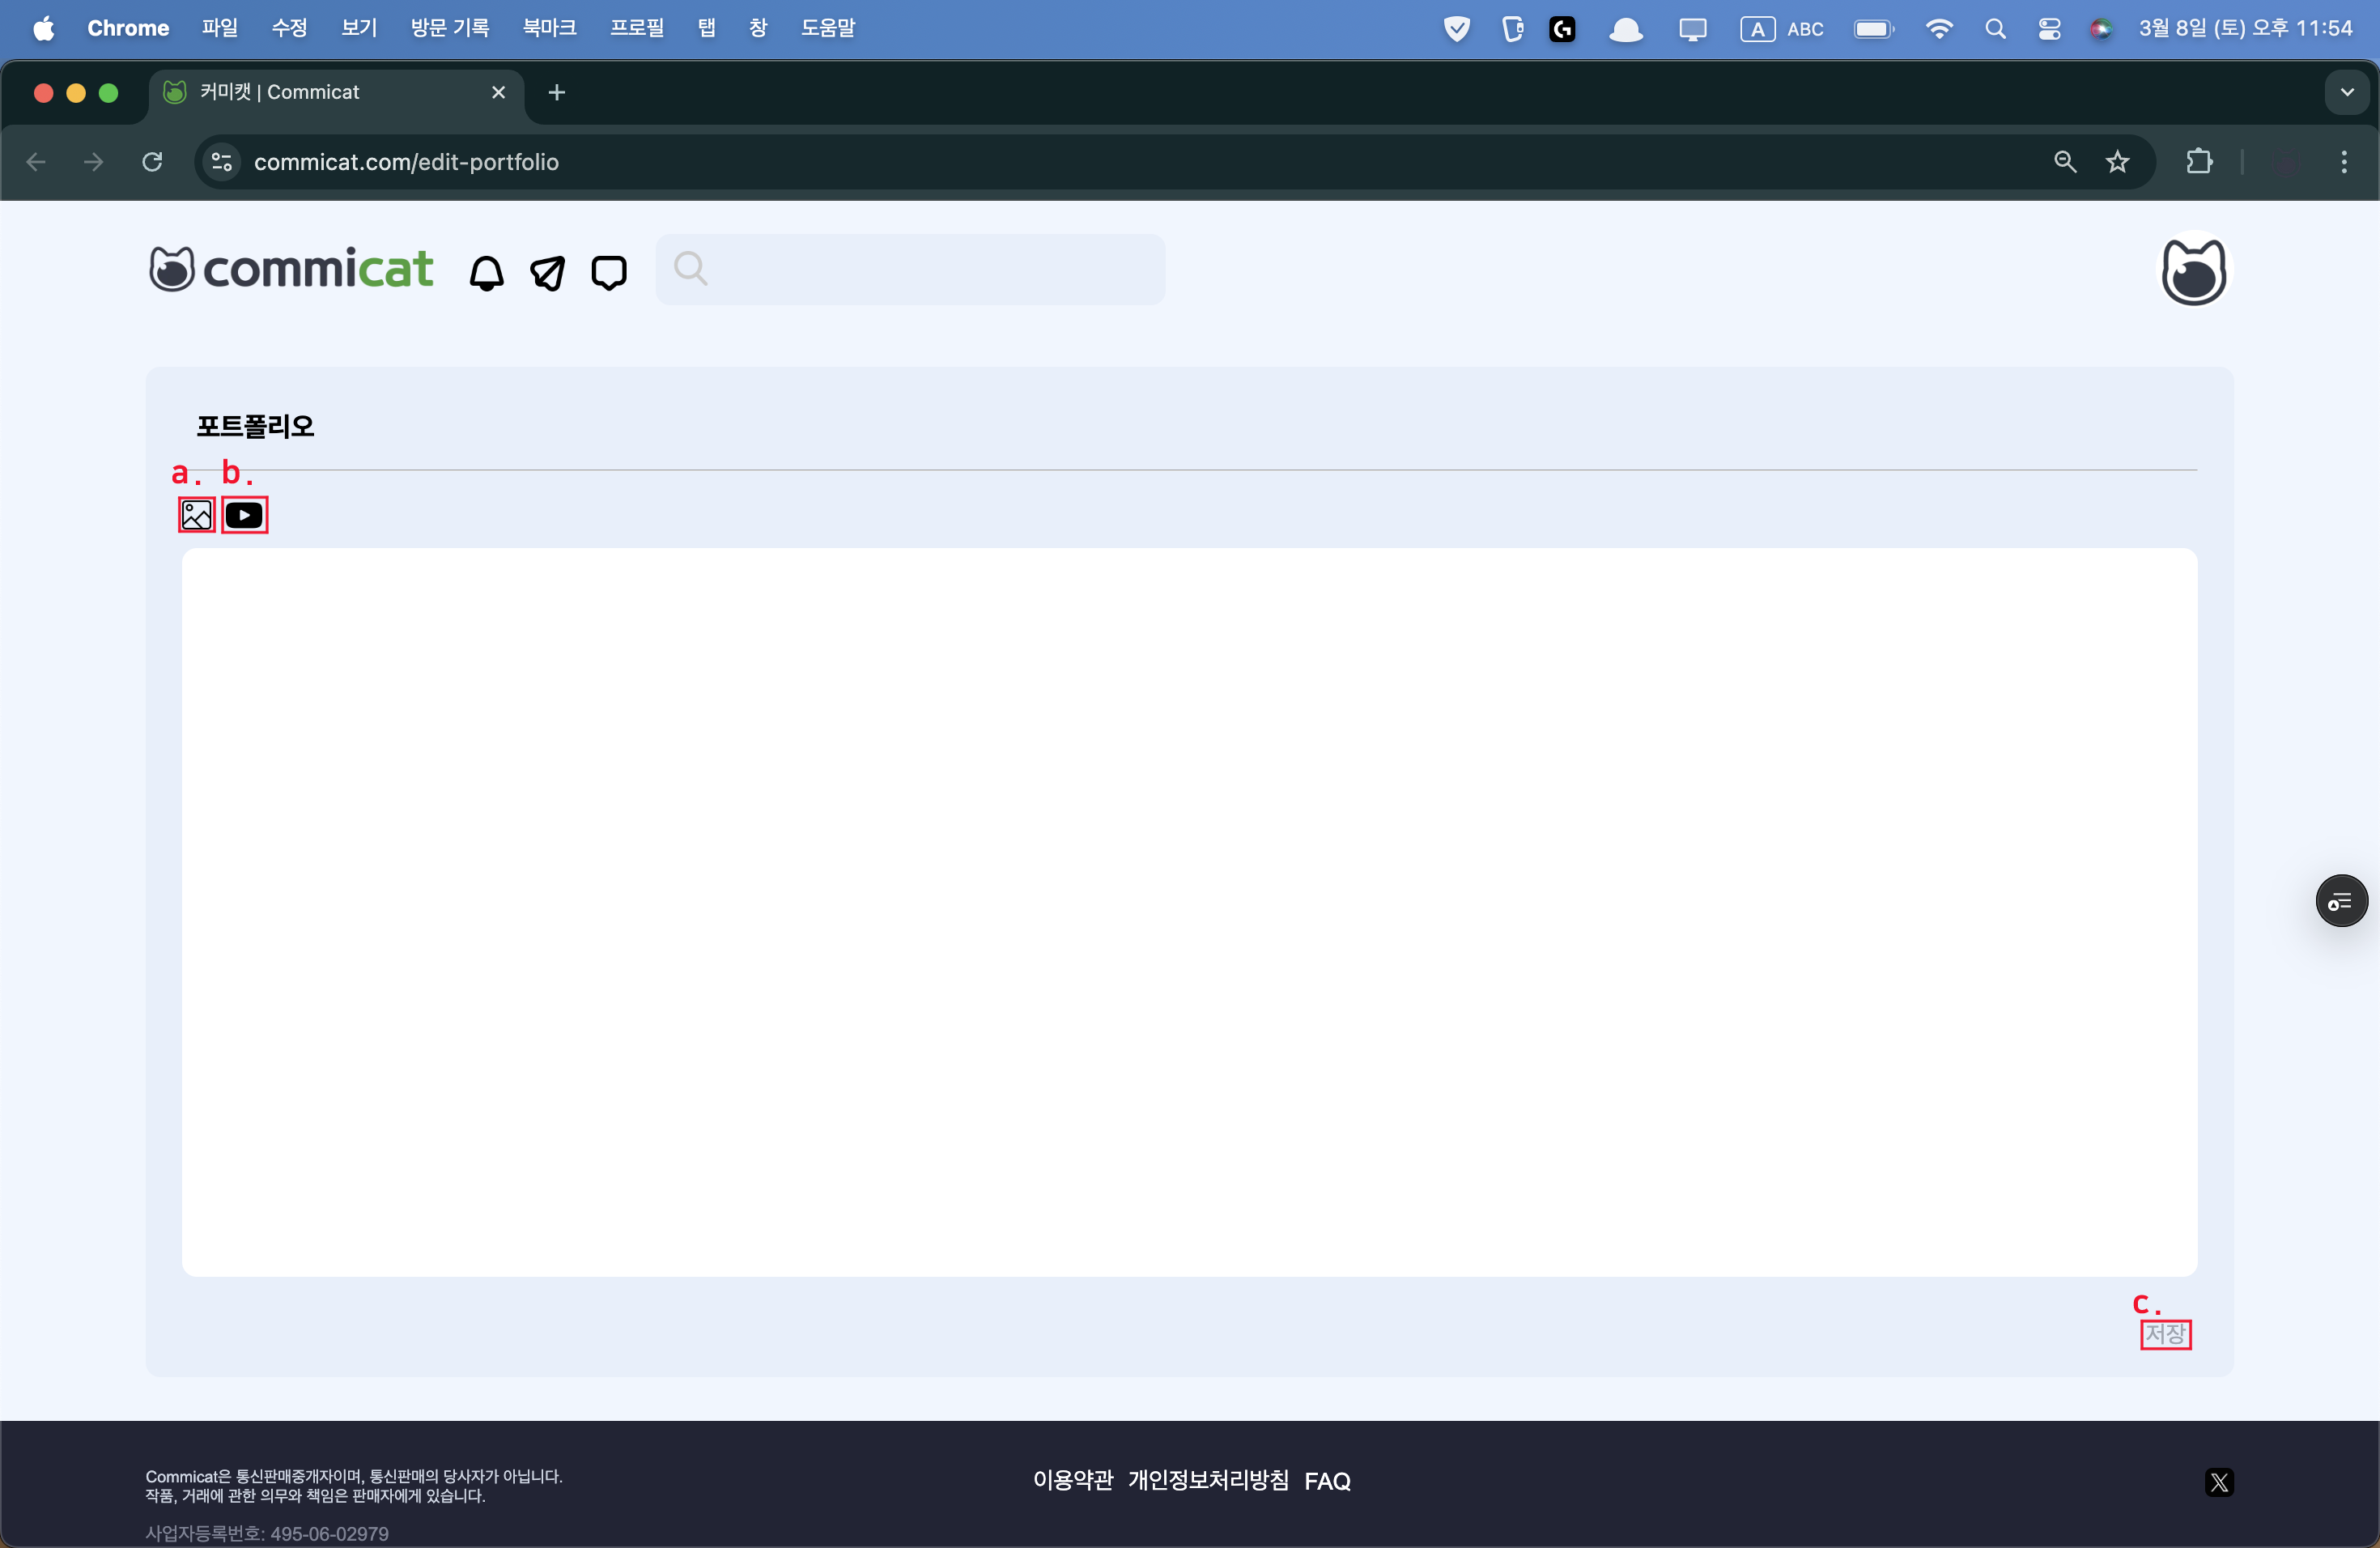 Chrome 파일 수정 보기 방문 기록 북마크 프로필 탭 창 도움말 A ABC 3월 8일 (토) 오후 11:54
커미캣 | Commicat
commicat.com/edit-portfolio
commicat
포트폴리오
a. b.
c.
저장
Commicat은 통신판매중개자이며, 통신판매의 당사자가 아닙니다.
작품, 거래에 관한 의무와 책임은 판매자에게 있습니다.
이용약관 개인정보처리방침 FAQ
사업자등록번호: 495-06-02979